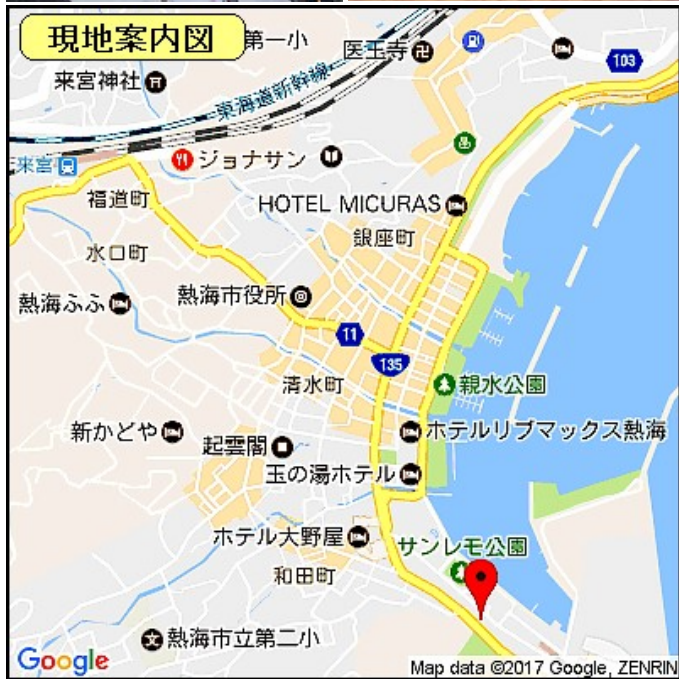 現地案内図
第一小
医王寺
103
来宮神社
東海道新幹線
来宮
ジョナサン
福道町
HOTEL MICURAS
銀座町
水口町
熱海ふふ
熱海市役所
11
135
清水町
親水公園
新かどや
起雲閣
ホテルリブマックス熱海
玉の湯ホテル
ホテル大野屋
サンレモ公園
和田町
熱海市立第二小
Google
Map data ©2017 Google, ZENRIN